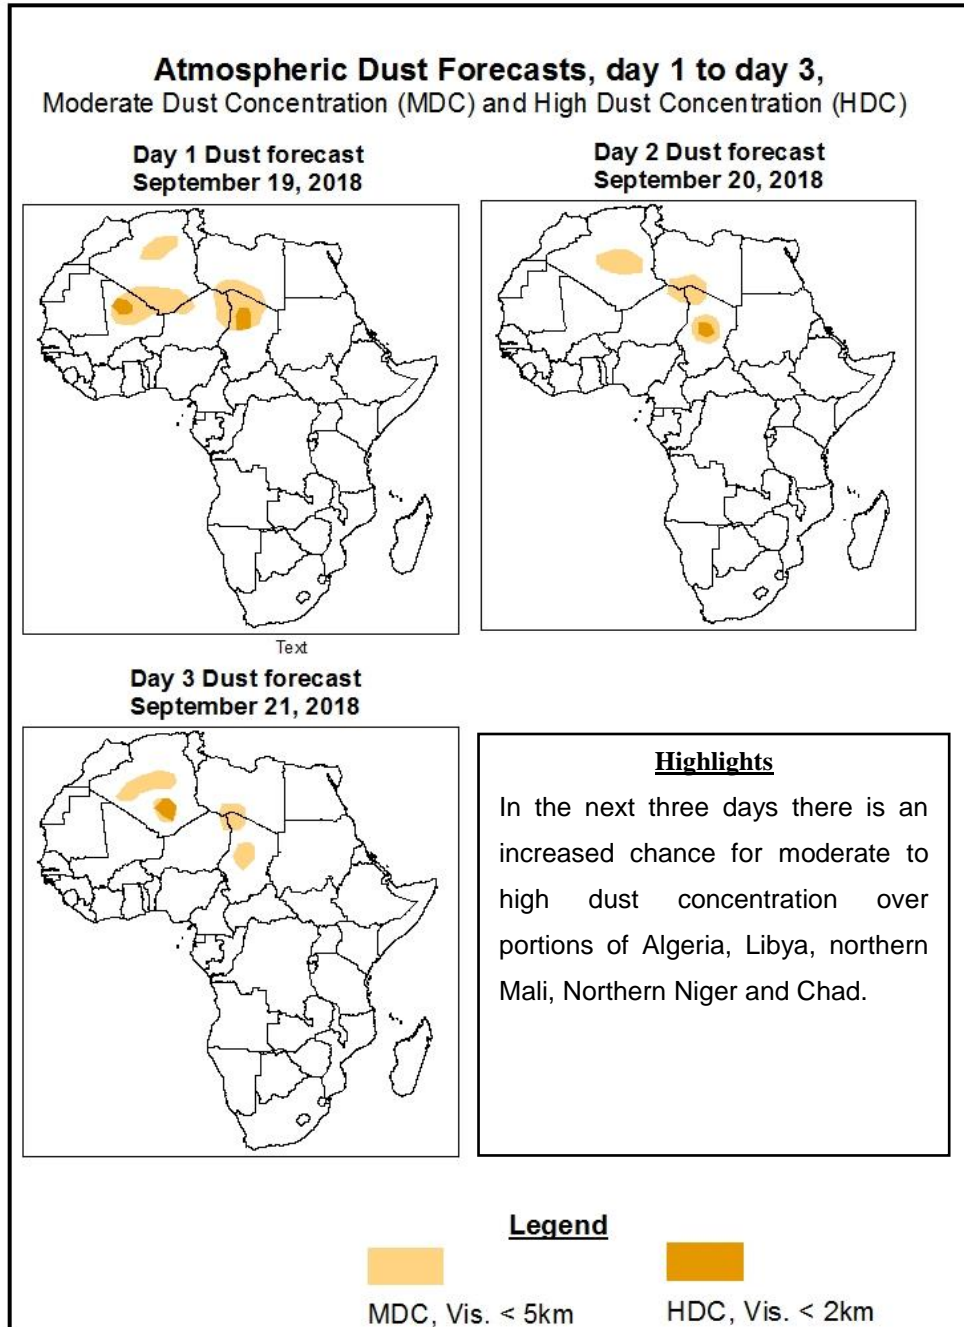 Atmospheric Dust Forecasts, day 1 to day 3,
Moderate Dust Concentration (MDC) and High Dust Concentration (HDC)
Day 1 Dust forecast
September 19, 2018
Day 2 Dust forecast
September 20, 2018
Text
Day 3 Dust forecast
September 21, 2018
Highlights
In the next three days there is an
increased chance for moderate to
high dust concentration over
portions of Algeria, Libya, northern
Mali, Northern Niger and Chad.
Legend
MDC, Vis. < 5km
HDC, Vis. < 2km